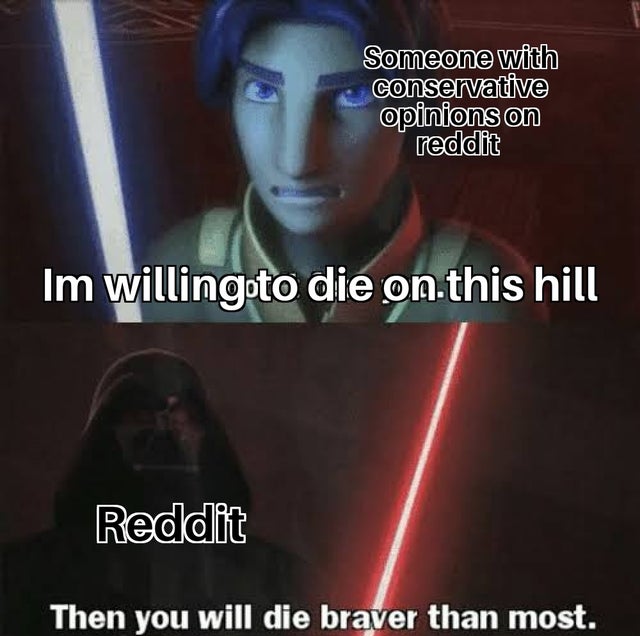 Someone with
conservative
opinions on
reddit
Im willing to die on this hill
Reddit
Then you will die braver than most.